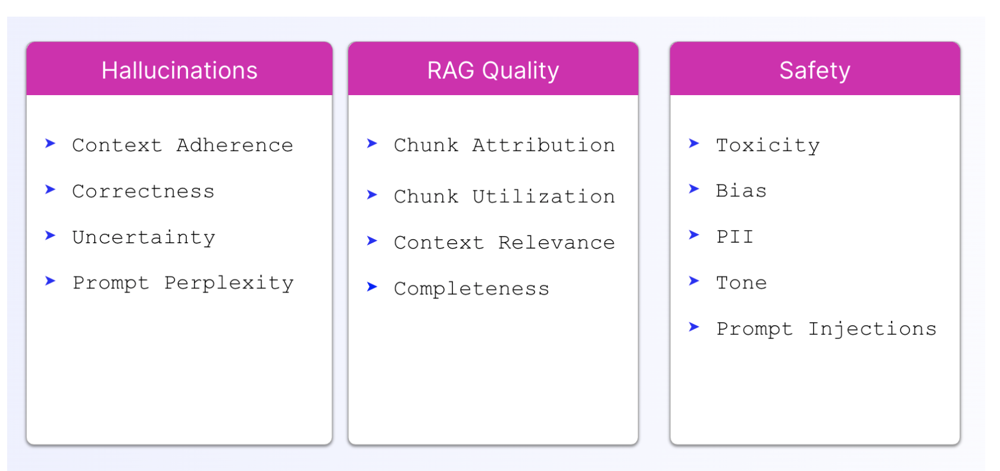 Hallucinations
Context Adherence
Correctness
Uncertainty
Prompt Perplexity
RAG Quality
Chunk Attribution
Chunk Utilization
Context Relevance
Completeness
Safety
Toxicity
Bias
PII
Tone
Prompt Injections